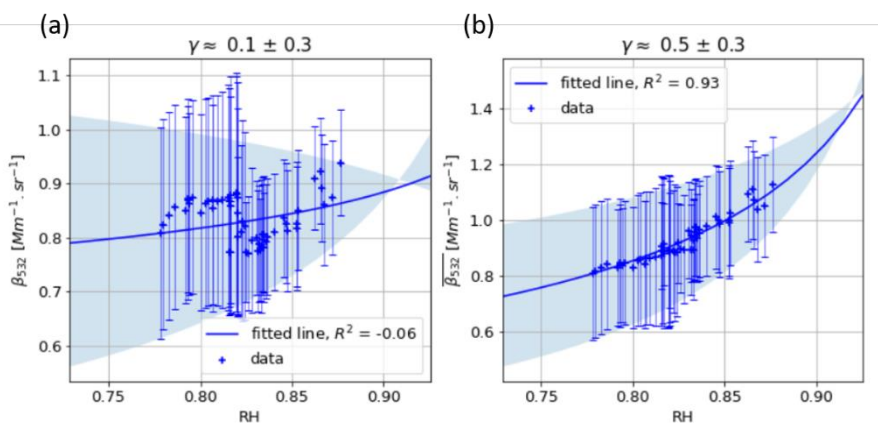 (a)
γ ≈ 0.1 ± 0.3
1.1
1.0
0.9
0.8
0.7
0.6
β532 [Mm⁻¹. sr⁻¹]
fitted line, R² = -0.06
data
0.75
0.80
0.85
0.90
RH
(b)
γ ≈ 0.5 ± 0.3
fitted line, R² = 0.93
data
1.4
1.2
1.0
0.8
0.6
β532 [Mm⁻¹. sr⁻¹]
0.75
0.80
0.85
0.90
RH